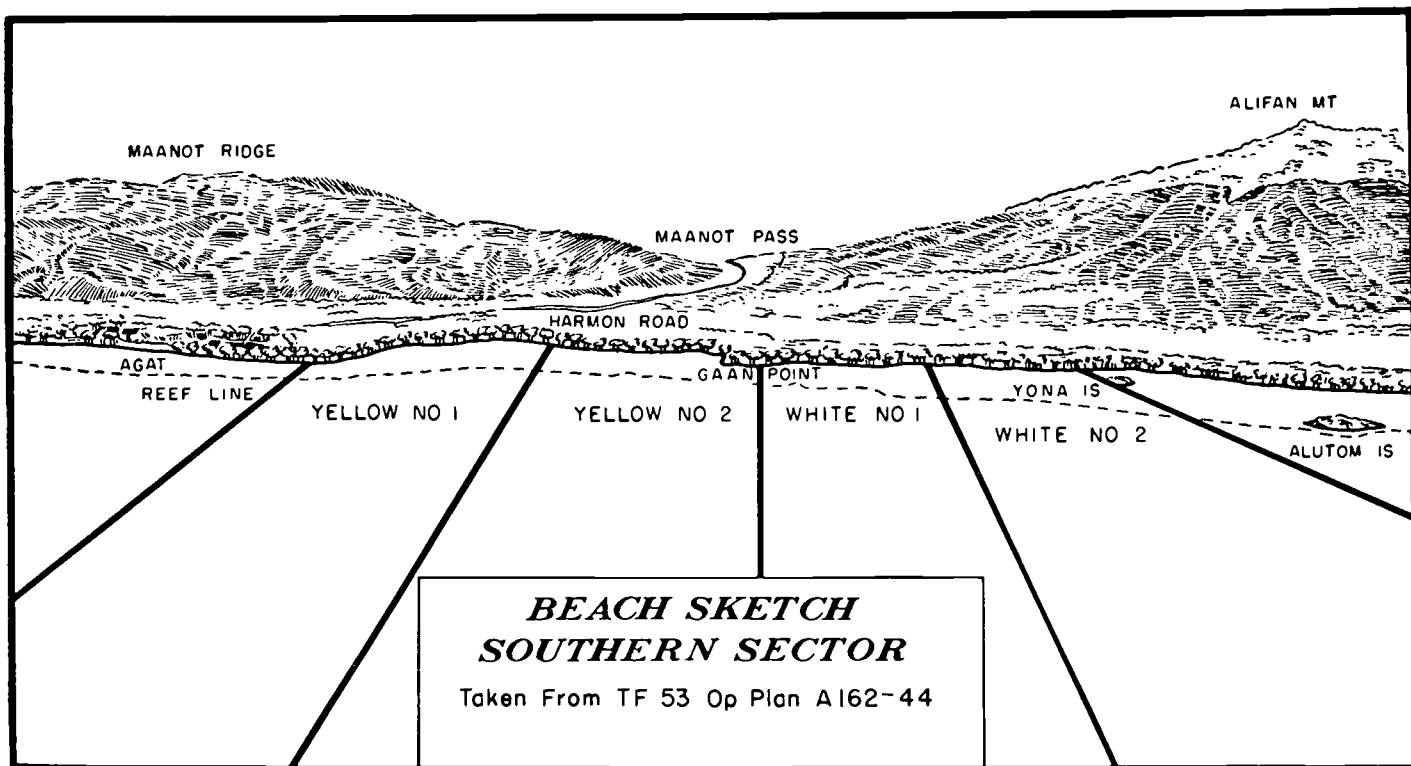 ALIFAN MT
MAANOT RIDGE
MAANOT PASS
HARMON ROAD
AGAT
GAAN POINT
REEF LINE
YONA IS
YELLOW NO 1
YELLOW NO 2
WHITE NO 1
WHITE NO 2
ALUTOM IS
BEACH SKETCH
SOUTHERN SECTOR
Taken From TF 53 Op Plan A162-44